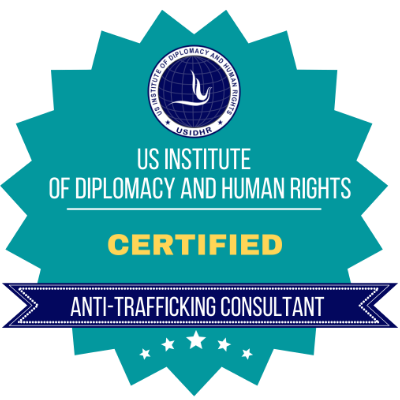 US INSTITUTE OF DIPLOMACY AND HUMAN RIGHTS
USIDHR
US INSTITUTE
OF DIPLOMACY AND HUMAN RIGHTS
CERTIFIED
ANTI-TRAFFICKING CONSULTANT